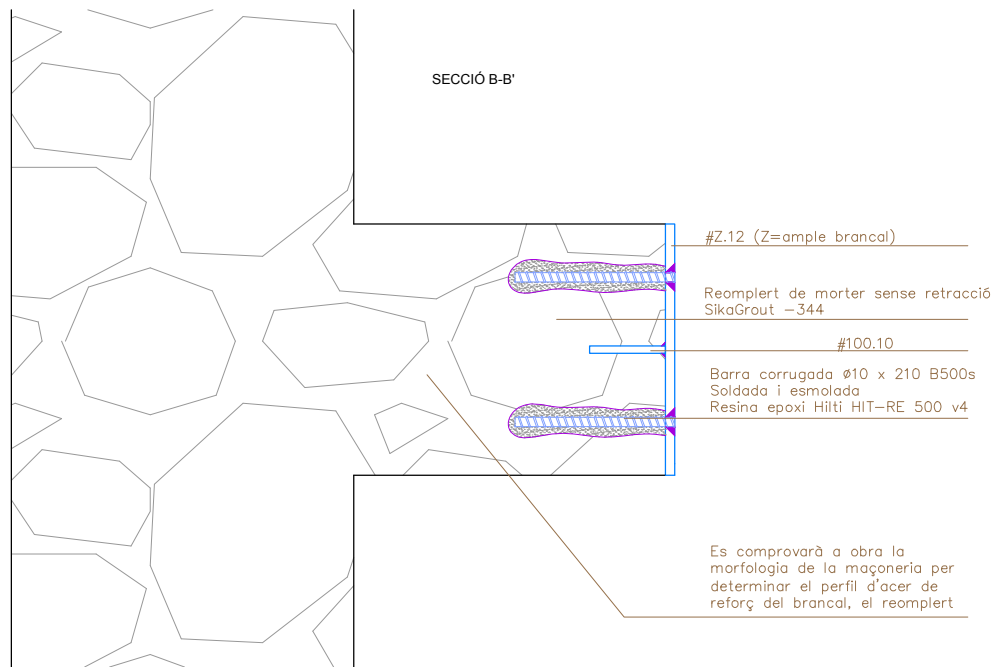 SECCIÓ B-B'
#Z.12 (Z=ample brancal)
Reomplert de morter sense retracció
SikaGrout -344
#100.10
Barra corrugada ø10 x 210 B500s
Soldada i esmolada
Resina epoxi Hilti HIT-RE 500 v4
Es comprovarà a obra la
morfologia de la maçoneria per
determinar el perfil d'acer de
reforç del brancal, el reomplert